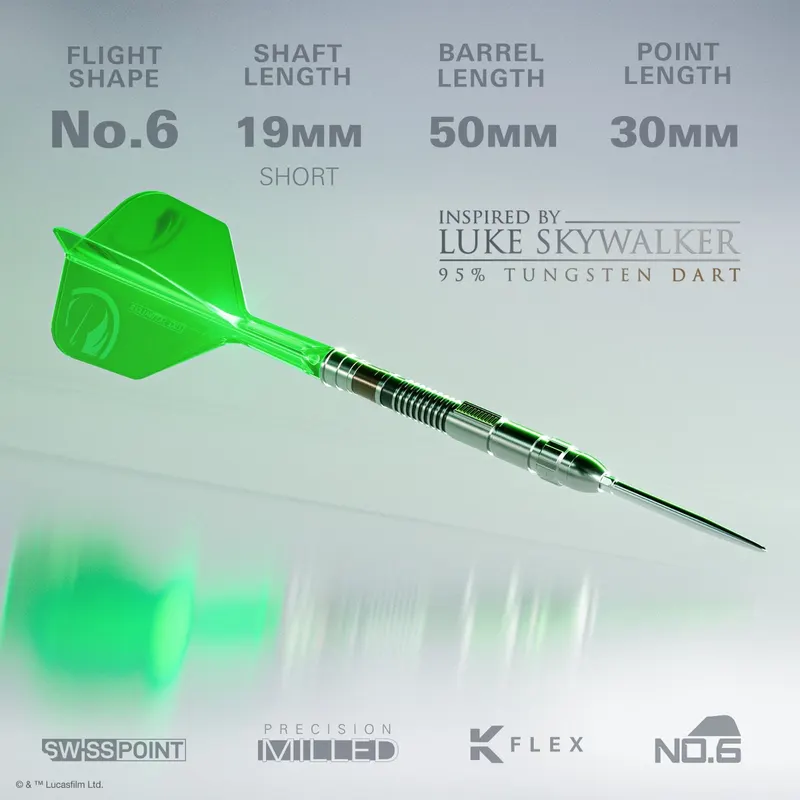 FLIGHT SHAPE
No.6
SHAFT LENGTH
19MM
SHORT
BARREL LENGTH
50MM
POINT LENGTH
30MM
INSPIRED BY
LUKE SKYWALKER
95% TUNGSTEN DART
SWISSPOINT
PRECISION
MILLED
K FLEX
NO.6
© & ™ Lucasfilm Ltd.